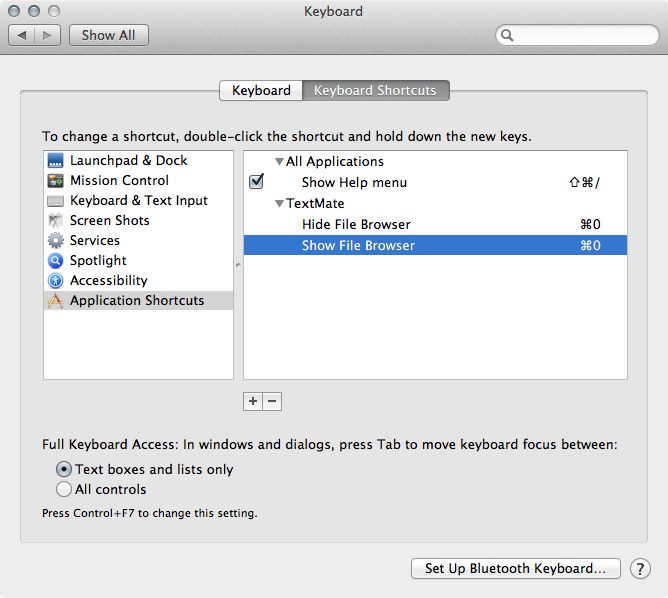 Keyboard
Show All
Keyboard Keyboard Shortcuts
To change a shortcut, double-click the shortcut and hold down the new keys.
Launchpad & Dock
Mission Control
Keyboard & Text Input
Screen Shots
Services
Spotlight
Accessibility
Application Shortcuts
All Applications
Show Help menu ⇧⌘/
TextMate
Hide File Browser ⌘0
Show File Browser ⌘0
+ −
Full Keyboard Access: In windows and dialogs, press Tab to move keyboard focus between:
Text boxes and lists only
All controls
Press Control+F7 to change this setting.
Set Up Bluetooth Keyboard... ?